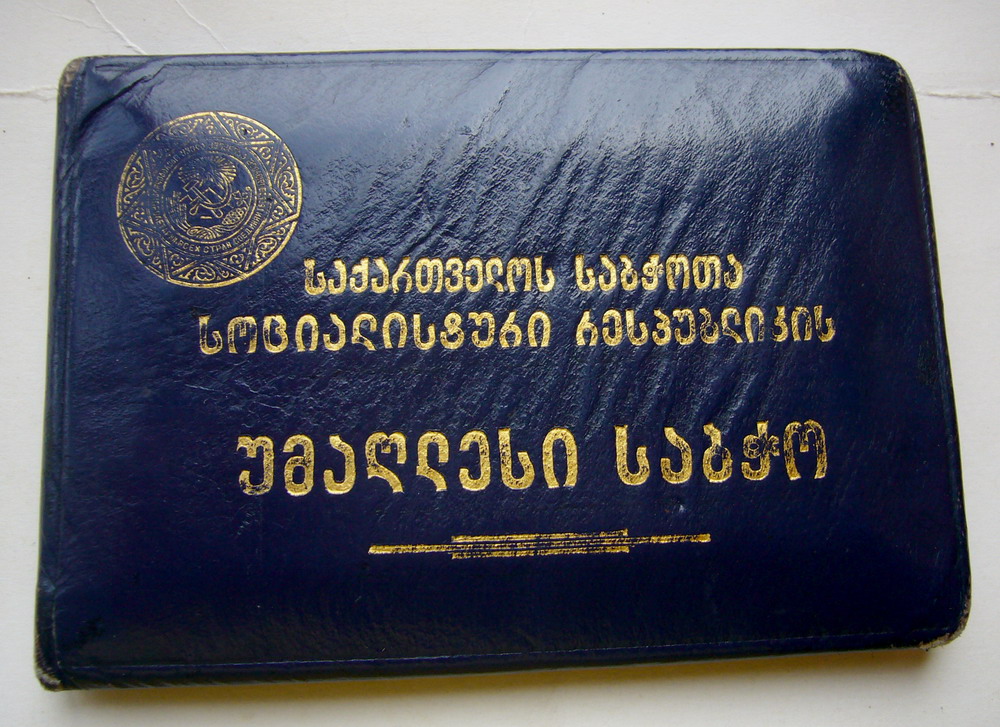 საქართველოს საბჭოთა
სოციალისტური რესპუბლიკის
უმაღლესი საბჭო